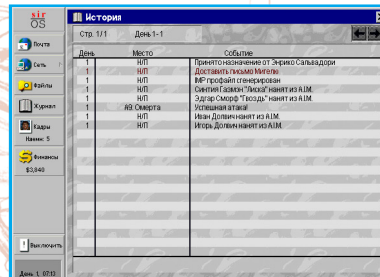 sir
OS
История
Стр. 1/1 День 1-1
Почта
Сеть
Файлы
Журнал
Кадры
Наемн: 5
Финансы
$3,840
Выключить
День 1, 07:13
День Место Событие
1 Н/П Принято назначение от Энрико Сальвадори
1 Н/П Доставить письмо Мигелю
1 Н/П IMP профайл сгенерирован
1 Н/П Синтия Газмон "Лиска" нанят из A.I.M.
1 Н/П Эдгар Сморф "Гвоздь" нанят из A.I.M.
1 A9: Омерта Успешная атака!
1 Н/П Иван Долвич нанят из A.I.M.
1 Н/П Игорь Долвич нанят из A.I.M.